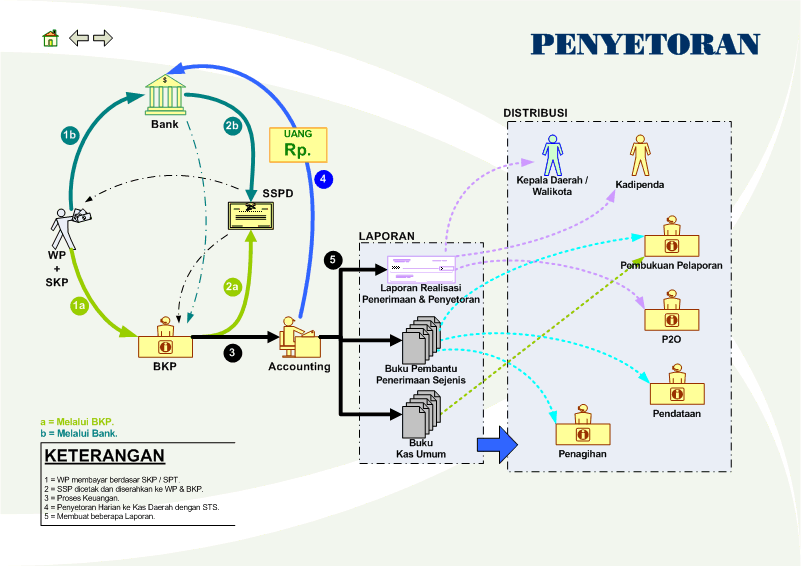 PENYETORAN
$
Bank
1b
2b
UANG
Rp.
4
SSPD
WP
+
SKP
1a
2a
BKP
3
Accounting
5
LAPORAN
Laporan Realisasi
Penerimaan & Penyetoran
Buku Pembantu
Penerimaan Sejenis
Buku
Kas Umum
DISTRIBUSI
Kepala Daerah /
Walikota
Kadipenda
Pembukuan Pelaporan
P2O
Pendataan
Penagihan
a = Melalui BKP.
b = Melalui Bank.
KETERANGAN
1 = WP membayar berdasar SKP / SPT.
2 = SSP dicetak dan diserahkan ke WP & BKP.
3 = Proses Keuangan.
4 = Penyetoran Harian ke Kas Daerah dengan STS.
5 = Membuat beberapa Laporan.